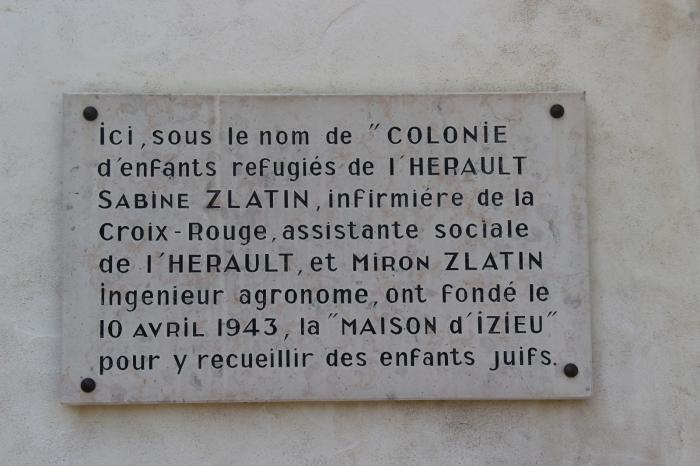 Ici, sous le nom de "COLONIE
d'enfants refugiés de l'HERAULT
SABINE ZLATIN, infirmiére de la
Croix-Rouge, assistante sociale
de l'HERAULT, et MIRON ZLATIN
ingenieur agronome, ont fondé le
10 AVRIL 1943, la "MAISON d'IZIEU"
pour y recueillir des enfants juifs.